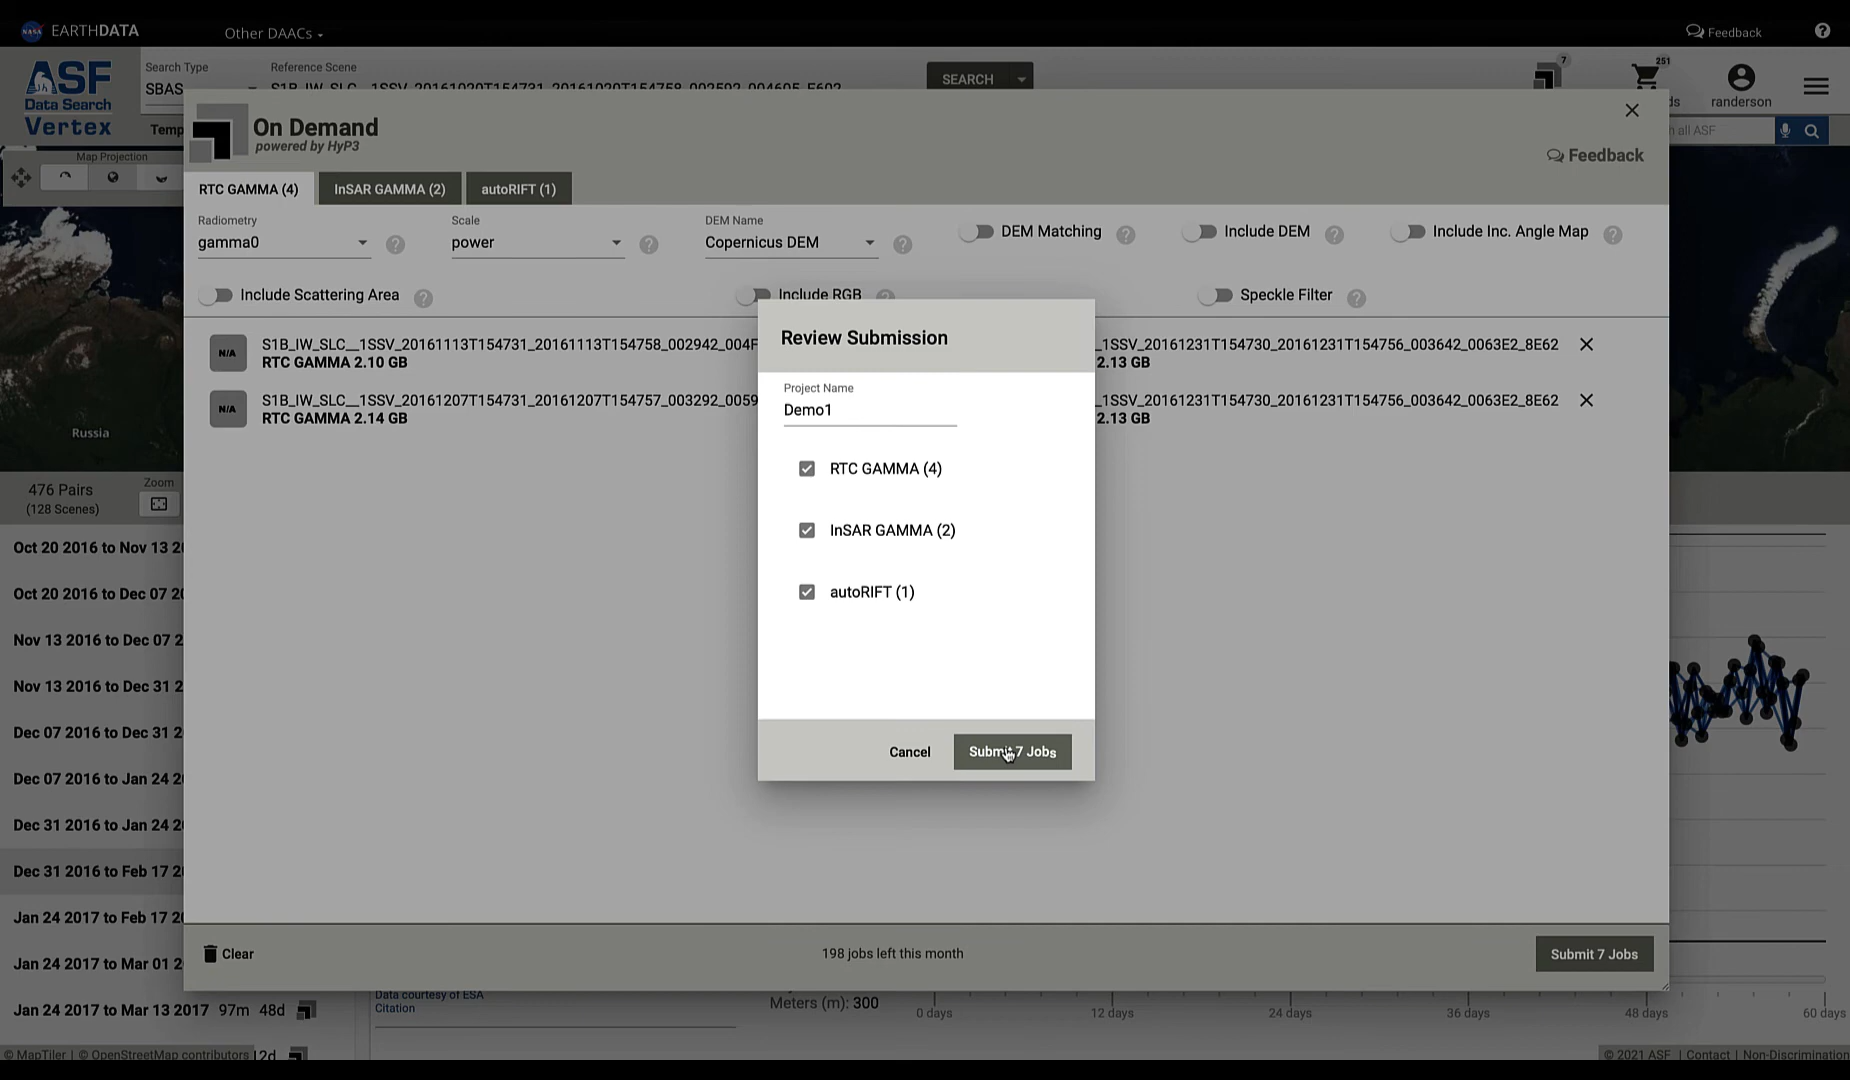 EARTHDATA
Other DAACs
Feedback
ASF
Data Search
Vertex
Search Type
SBAS
Reference Scene
SEARCH
7
251
randerson
Temp
Map Projection
On Demand
powered by HyP3
Feedback
RTC GAMMA (4)
InSAR GAMMA (2)
autoRIFT (1)
Radiometry
gamma0
Scale
power
DEM Name
Copernicus DEM
DEM Matching
Include DEM
Include Inc. Angle Map
Include Scattering Area
Include RGB
Speckle Filter
N/A
S1B_IW_SLC__1SSV_20161113T154731_20161113T154758_002942_004F
RTC GAMMA 2.10 GB
_1SSV_20161231T154730_20161231T154756_003642_0063E2_8E62
2.13 GB
N/A
S1B_IW_SLC__1SSV_20161207T154731_20161207T154757_003292_0059
RTC GAMMA 2.14 GB
_1SSV_20161231T154730_20161231T154756_003642_0063E2_8E62
2.13 GB
Review Submission
Project Name
Demo1
RTC GAMMA (4)
InSAR GAMMA (2)
autoRIFT (1)
Cancel
Submit 7 Jobs
Russia
476 Pairs
(128 Scenes)
Zoom
Oct 20 2016 to Nov 13 2
Oct 20 2016 to Dec 07 2
Nov 13 2016 to Dec 07 2
Nov 13 2016 to Dec 31 2
Dec 07 2016 to Dec 31 2
Dec 07 2016 to Jan 24 2
Dec 31 2016 to Jan 24 2
Dec 31 2016 to Feb 17 2
Jan 24 2017 to Feb 17 2
Jan 24 2017 to Mar 01 2
Jan 24 2017 to Mar 13 2017 97m 48d
Clear
198 jobs left this month
Submit 7 Jobs
Data courtesy of ESA
Citation
Meters (m): 300
0 days
12 days
24 days
36 days
48 days
60 days
© MapTiler | © OpenStreetMap contributors
© 2021 ASF | Contact | Non-Discrimination